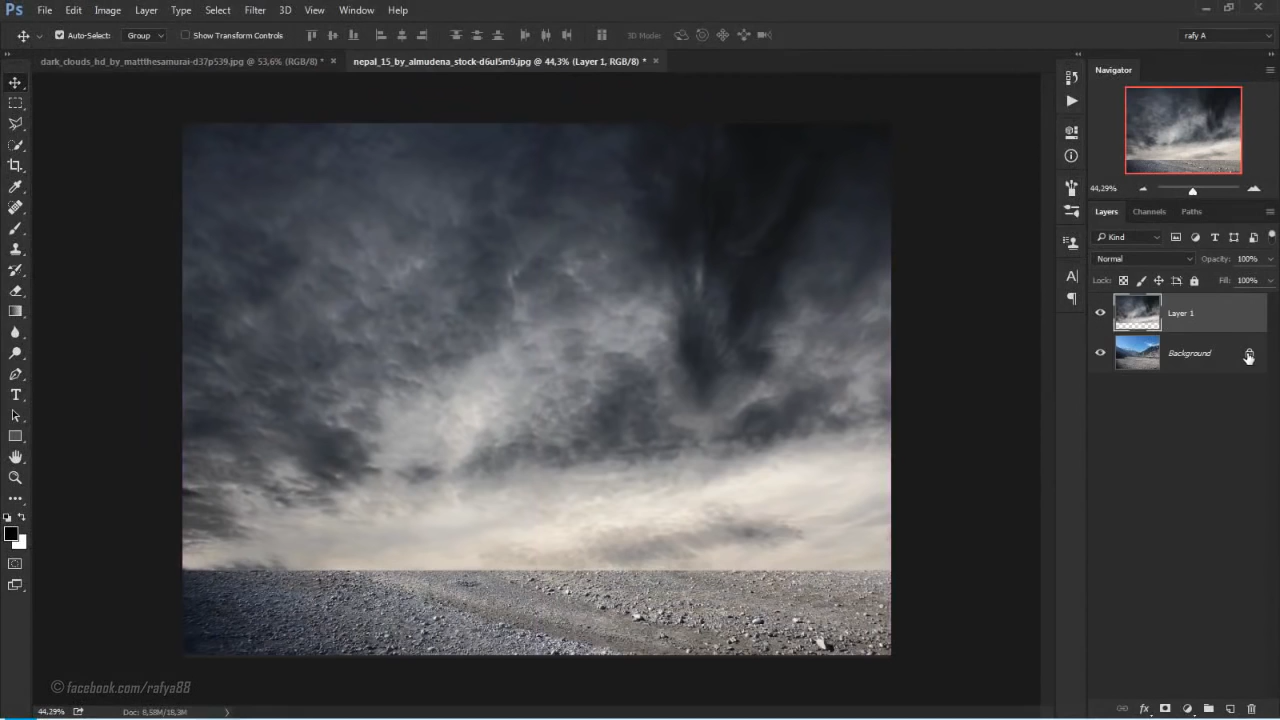 Ps File Edit Image Layer Type Select Filter 3D View Window Help
Auto-Select: Group Show Transform Controls 3D Mode: rafy A
dark_clouds_hd_by_mattthesamurai-d37p539.jpg @ 53,6% (RGB/8) * × nepal_15_by_almudena_stock-d6ul5m9.jpg @ 44,3% (Layer 1, RGB/8) * ×
Navigator
44,29%
Layers Channels Paths
Kind
Normal Opacity: 100%
Lock: Fill: 100%
Layer 1
Background
© facebook.com/rafya88
44,29% Doc: 8,58M/18,3M